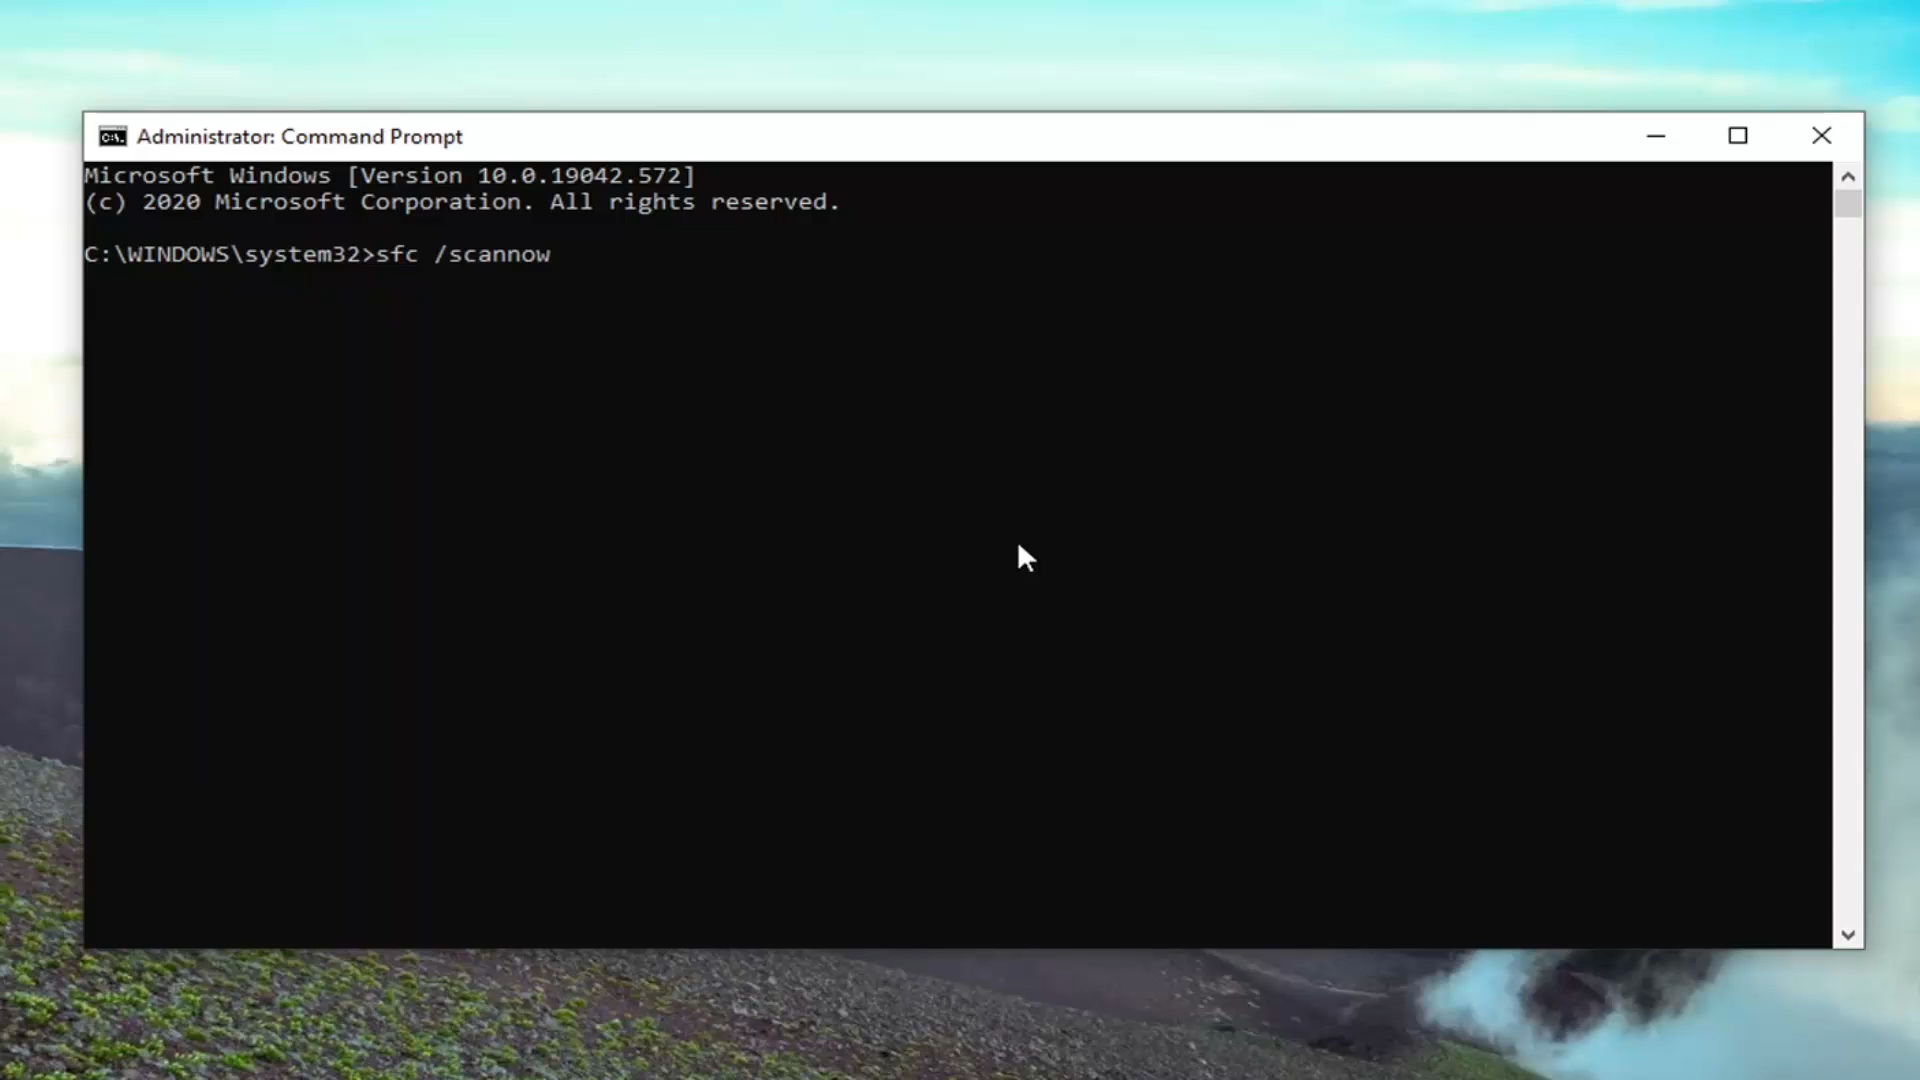 Administrator: Command Prompt
Microsoft Windows [Version 10.0.19042.572]
(c) 2020 Microsoft Corporation. All rights reserved.
C:\WINDOWS\system32>sfc /scannow